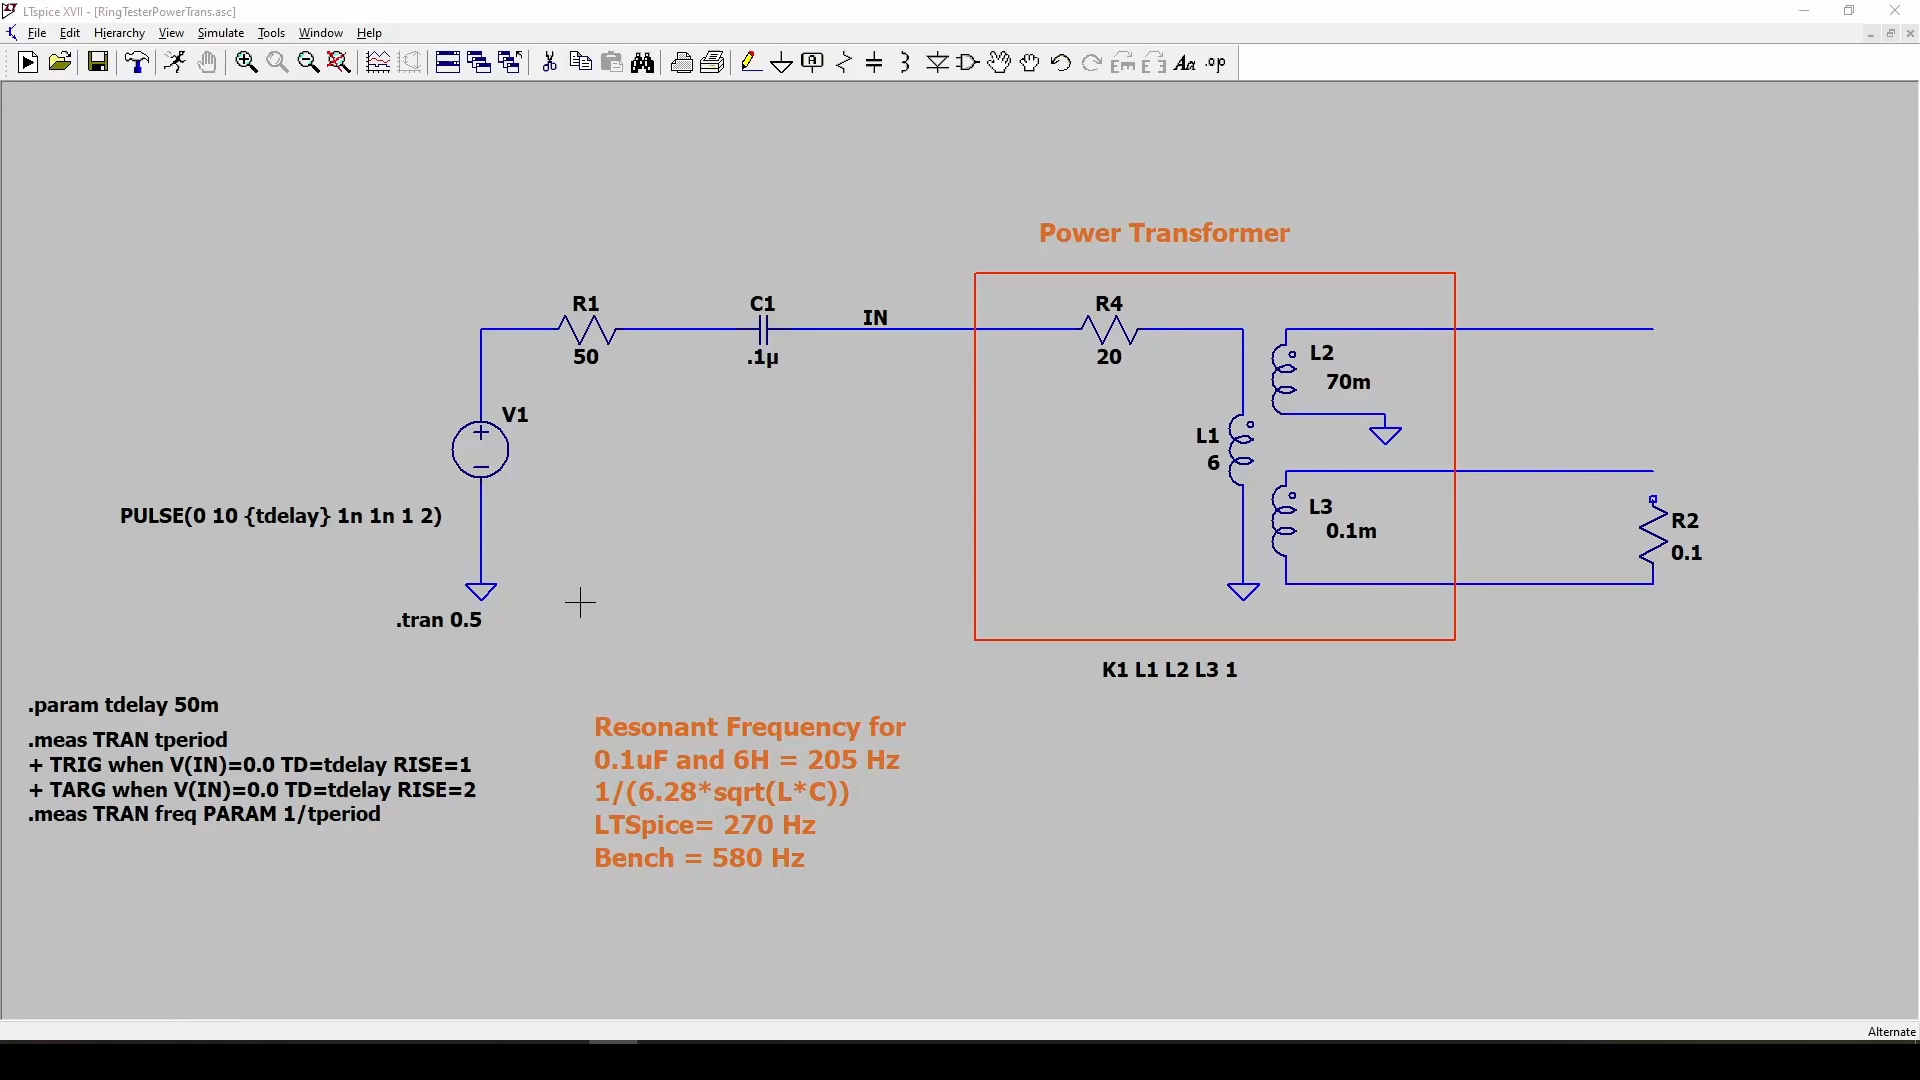 LTspice XVII - [RingTesterPowerTrans.asc]
File Edit Hierarchy View Simulate Tools Window Help
Aa .op
Power Transformer
R1
50
C1
.1µ
IN
R4
20
L2
70m
V1
L1
6
PULSE(0 10 {tdelay} 1n 1n 1 2)
L3
0.1m
R2
0.1
.tran 0.5
K1 L1 L2 L3 1
.param tdelay 50m
.meas TRAN tperiod
+ TRIG when V(IN)=0.0 TD=tdelay RISE=1
+ TARG when V(IN)=0.0 TD=tdelay RISE=2
.meas TRAN freq PARAM 1/tperiod
Resonant Frequency for
0.1uF and 6H = 205 Hz
1/(6.28*sqrt(L*C))
LTSpice= 270 Hz
Bench = 580 Hz
Alternate